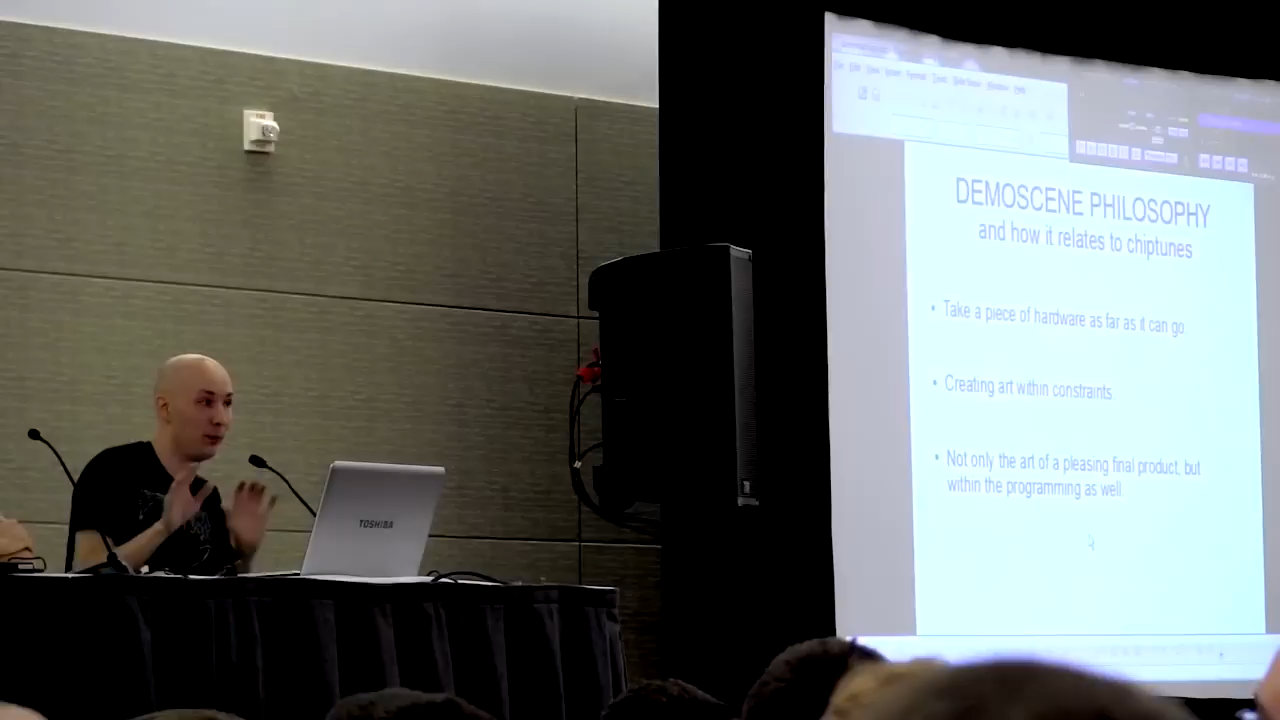 TOSHIBA
DEMOSCENE PHILOSOPHY
and how it relates to chiptunes
• Take a piece of hardware as far as it can go
• Creating art within constraints
• Not only the art of a pleasing final product, but
within the programming as well